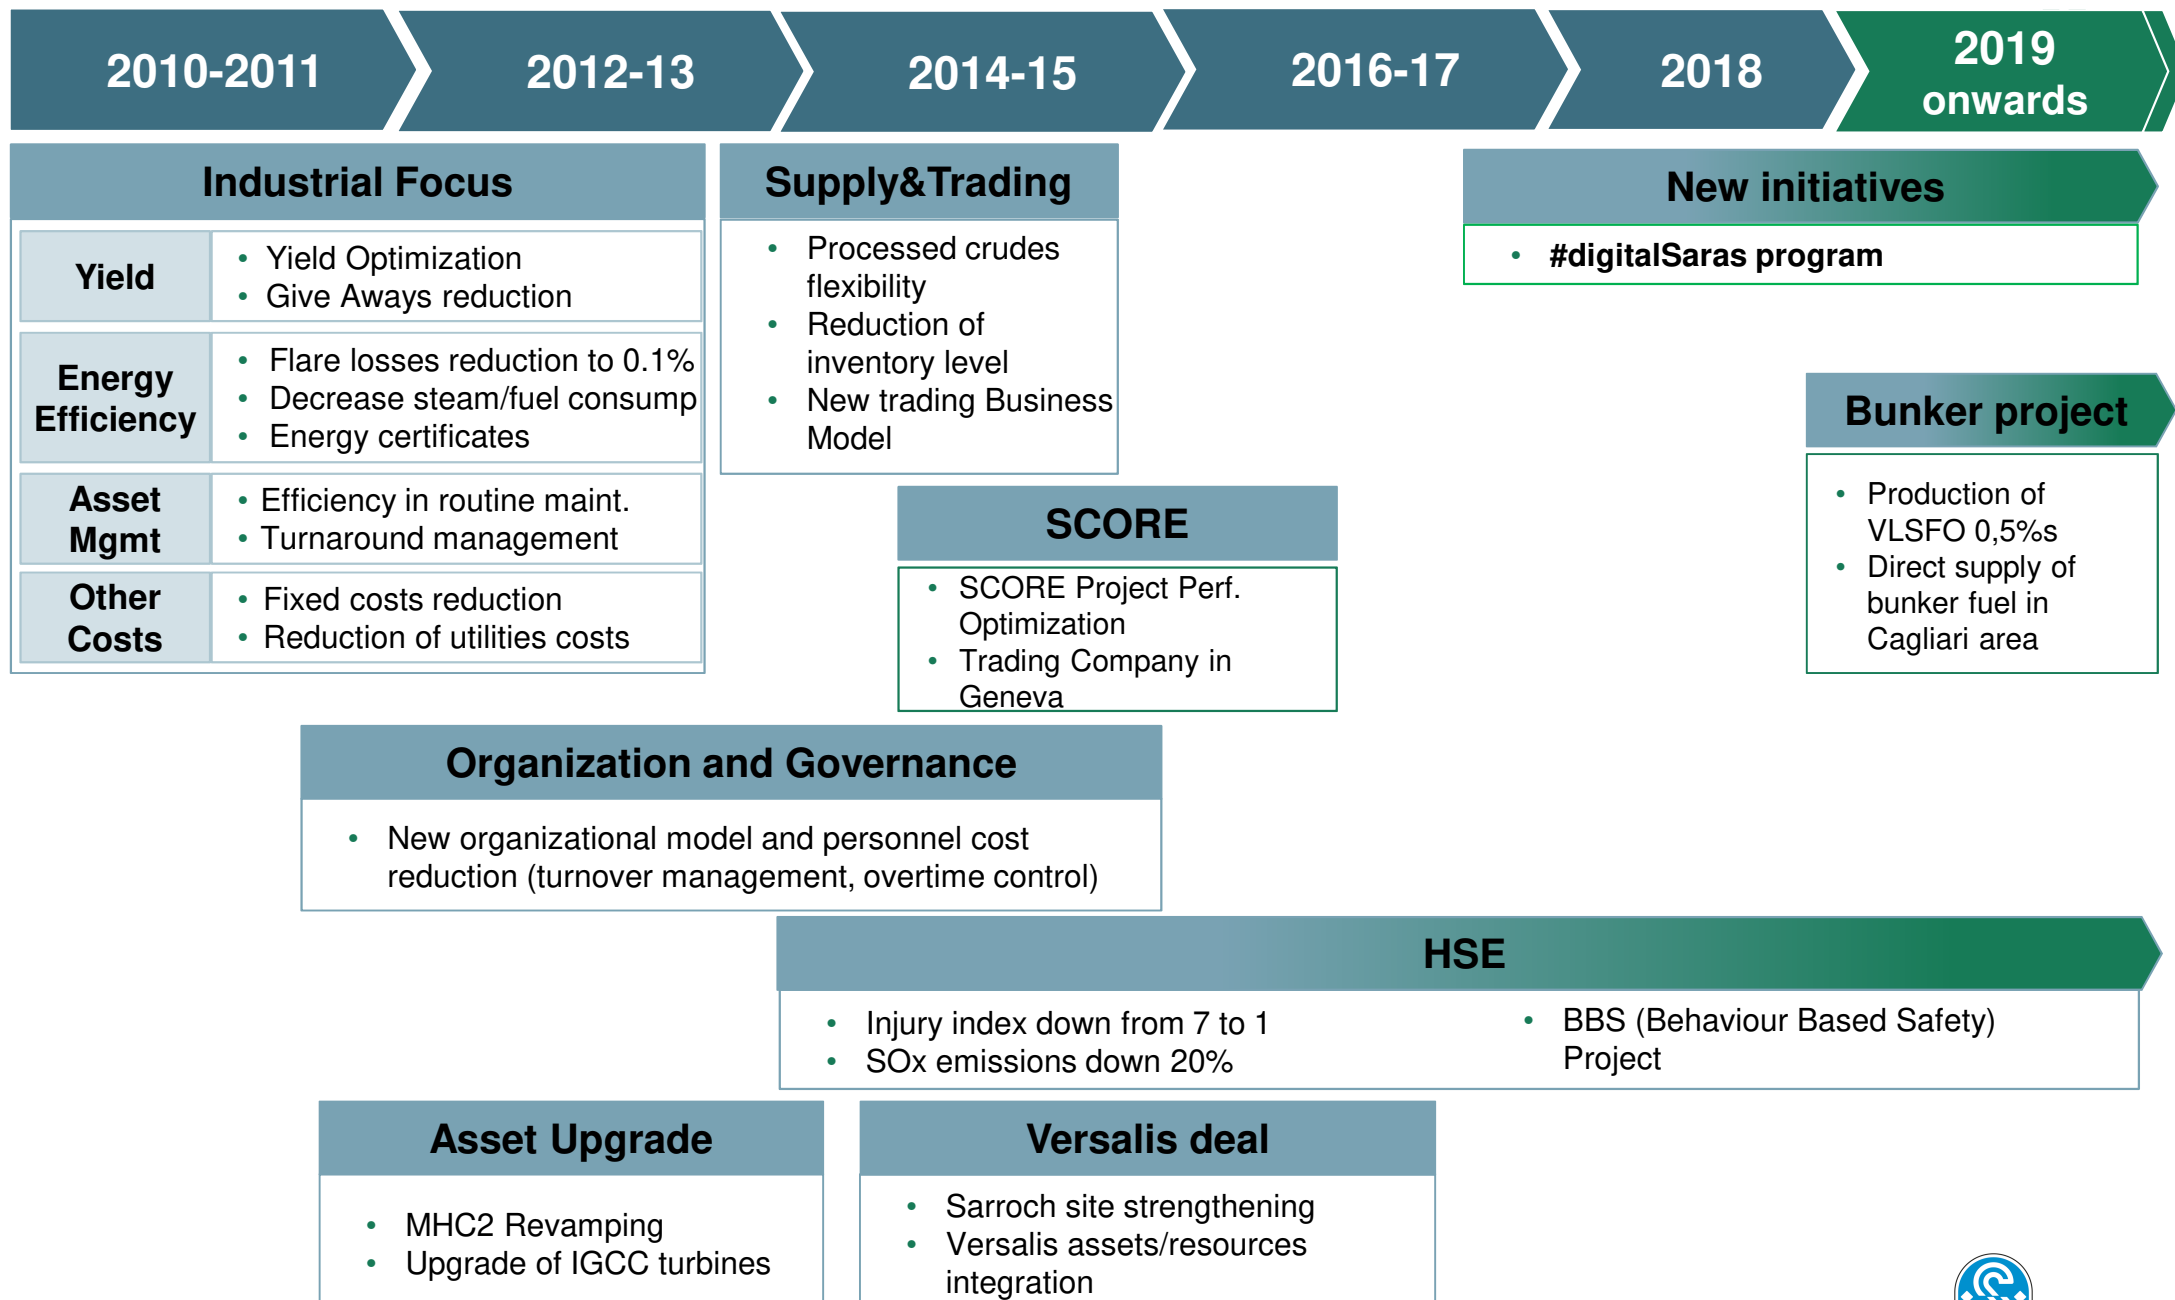 2010-2011
2012-13
2014-15
2016-17
2018
2019
onwards
Industrial Focus
Yield
• Yield Optimization
• Give Aways reduction
Energy
Efficiency
• Flare losses reduction to 0.1%
• Decrease steam/fuel consump
• Energy certificates
Asset
Mgmt
• Efficiency in routine maint.
• Turnaround management
Other
Costs
• Fixed costs reduction
• Reduction of utilities costs
Supply&Trading
• Processed crudes
flexibility
• Reduction of
inventory level
• New trading Business
Model
New initiatives
• #digitalSaras program
Bunker project
• Production of
VLSFO 0,5%s
• Direct supply of
bunker fuel in
Cagliari area
SCORE
• SCORE Project Perf.
Optimization
• Trading Company in
Geneva
Organization and Governance
• New organizational model and personnel cost
reduction (turnover management, overtime control)
HSE
• Injury index down from 7 to 1
• SOx emissions down 20%
• BBS (Behaviour Based Safety)
Project
Asset Upgrade
• MHC2 Revamping
• Upgrade of IGCC turbines
Versalis deal
• Sarroch site strengthening
• Versalis assets/resources
integration